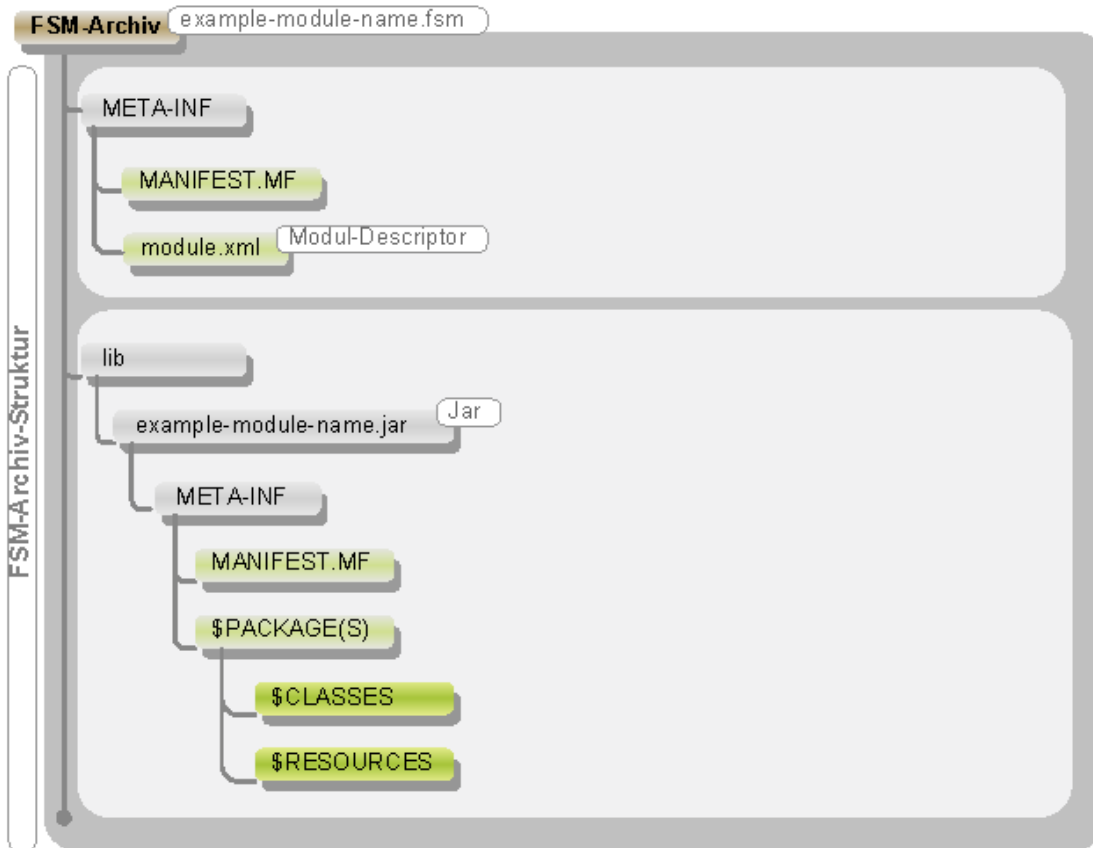 FSM-Archiv
example-module-name.fsm
FSM-Archiv-Struktur
META-INF
MANIFEST.MF
module.xml
Modul-Descriptor
lib
example-module-name.jar
Jar
META-INF
MANIFEST.MF
$PACKAGE(S)
$CLASSES
$RESOURCES